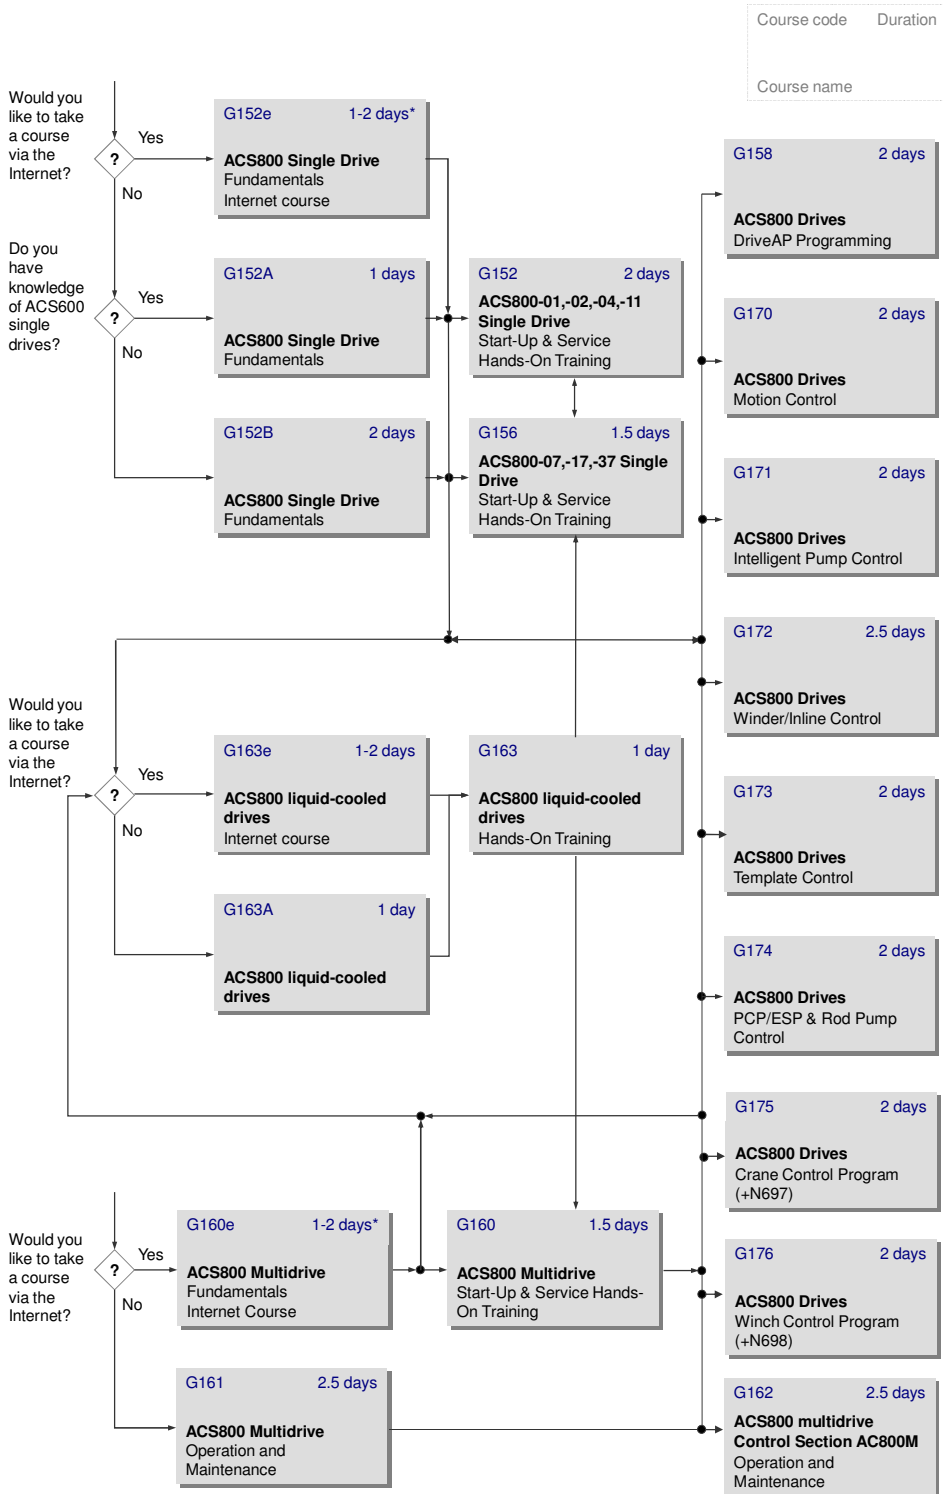 Course code Duration
Course name
Would you
like to take
a course
via the
Internet?
?
Yes
No
G152e 1-2 days*
ACS800 Single Drive
Fundamentals
Internet course
Do you
have
knowledge
of ACS600
single
drives?
?
Yes
No
G152A 1 days
ACS800 Single Drive
Fundamentals
G152 2 days
ACS800-01,-02,-04,-11
Single Drive
Start-Up & Service
Hands-On Training
G152B 2 days
ACS800 Single Drive
Fundamentals
G156 1.5 days
ACS800-07,-17,-37 Single
Drive
Start-Up & Service
Hands-On Training
G158 2 days
ACS800 Drives
DriveAP Programming
G170 2 days
ACS800 Drives
Motion Control
G171 2 days
ACS800 Drives
Intelligent Pump Control
G172 2.5 days
ACS800 Drives
Winder/Inline Control
Would you
like to take
a course
via the
Internet?
?
Yes
No
G163e 1-2 days
ACS800 liquid-cooled
drives
Internet course
G163 1 day
ACS800 liquid-cooled
drives
Hands-On Training
G163A 1 day
ACS800 liquid-cooled
drives
G173 2 days
ACS800 Drives
Template Control
G174 2 days
ACS800 Drives
PCP/ESP & Rod Pump
Control
G175 2 days
ACS800 Drives
Crane Control Program
(+N697)
Would you
like to take
a course
via the
Internet?
?
Yes
No
G160e 1-2 days*
ACS800 Multidrive
Fundamentals
Internet Course
G160 1.5 days
ACS800 Multidrive
Start-Up & Service Hands-
On Training
G176 2 days
ACS800 Drives
Winch Control Program
(+N698)
G161 2.5 days
ACS800 Multidrive
Operation and
Maintenance
G162 2.5 days
ACS800 multidrive
Control Section AC800M
Operation and
Maintenance